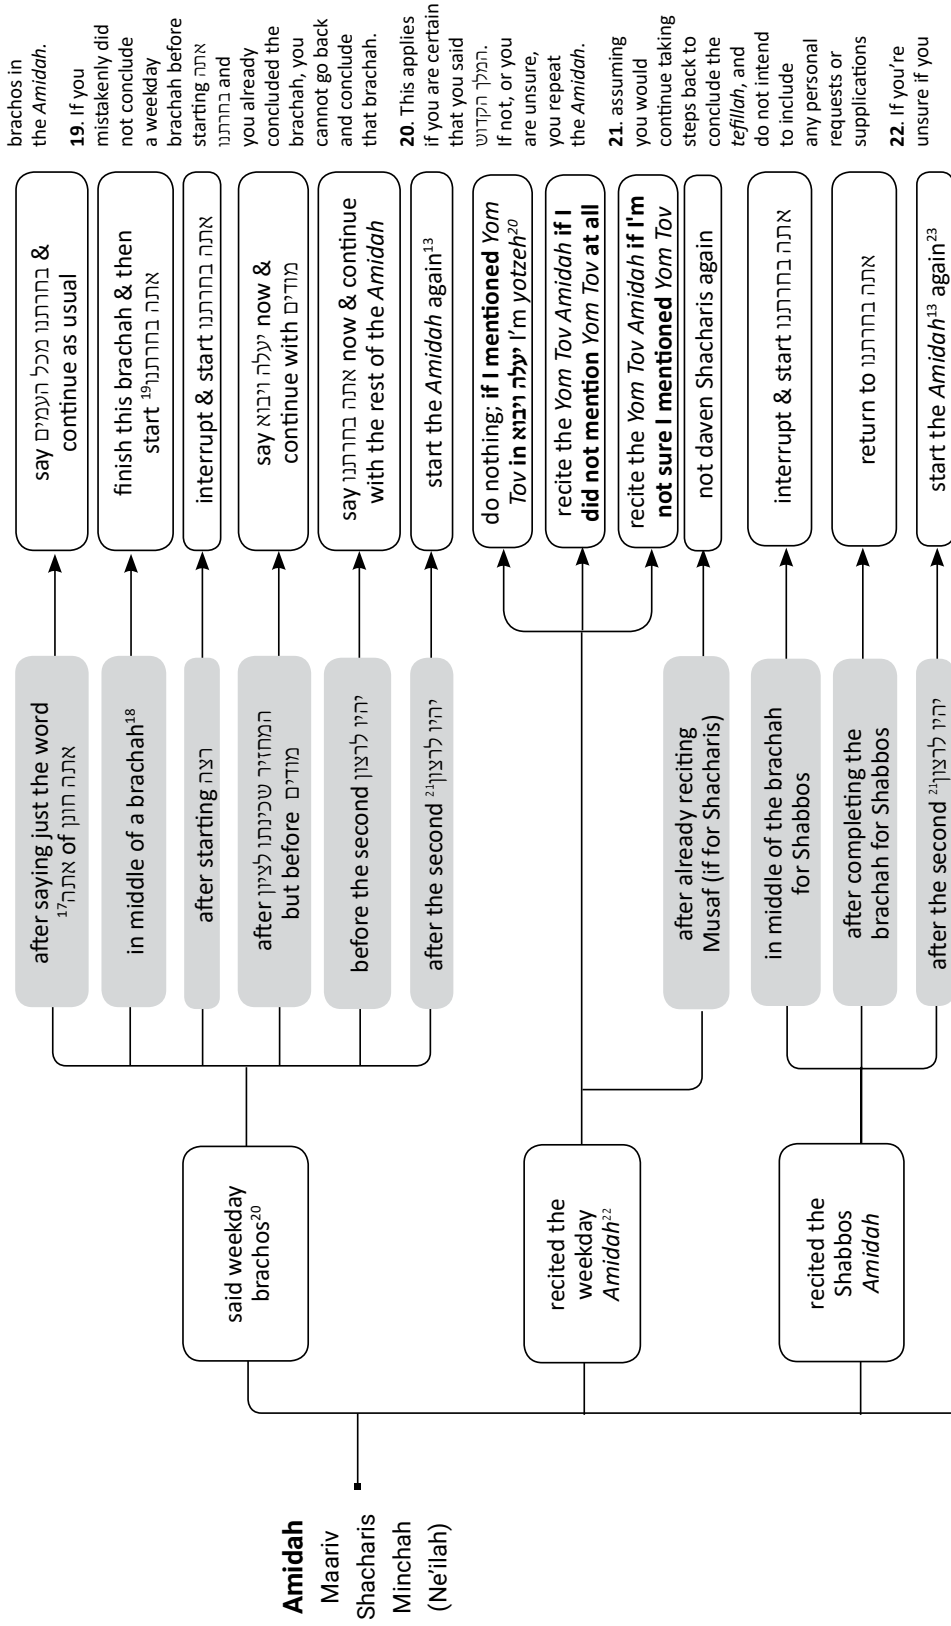 Amidah
Maariv
Shacharis
Minchah
(Ne'ilah)
said weekday
brachos20
after saying just the word
אתה of אתה חונן17
say בחרתנו מכל העמים &
continue as usual
in middle of a brachah18
finish this brachah & then
start אתה בחרתנו19
after starting רצה
interrupt & start אתה בחרתנו
after המחזיר שכינתו לציון
but before מודים
say יעלה ויבוא now &
continue with מודים
before the second יהיו לרצון
say אתה בחרתנו now & continue
with the rest of the Amidah
after the second יהיו לרצון21
start the Amidah again13
recited the
weekday
Amidah22
do nothing; if I mentioned Yom
Tov in יעלה ויבוא I'm yotzeh20
recite the Yom Tov Amidah if I
did not mention Yom Tov at all
recite the Yom Tov Amidah if I'm
not sure I mentioned Yom Tov
after already reciting
Musaf (if for Shacharis)
not daven Shacharis again
recited the
Shabbos
Amidah
in middle of the brachah
for Shabbos
interrupt & start אתה בחרתנו
after completing the
brachah for Shabbos
return to אתה בחרתנו
after the second יהיו לרצון21
start the Amidah13 again23
brachos in
the Amidah.
19. If you
mistakenly did
not conclude
a weekday
brachah before
starting אתה
בחרתנו and
you already
concluded the
brachah, you
cannot go back
and conclude
that brachah.
20. This applies
if you are certain
that you said
המלך הקדוש.
If not, or you
are unsure,
you repeat
the Amidah.
21. assuming
you would
continue taking
steps back to
conclude the
tefillah, and
do not intend
to include
any personal
requests or
supplications
22. If you're
unsure if you